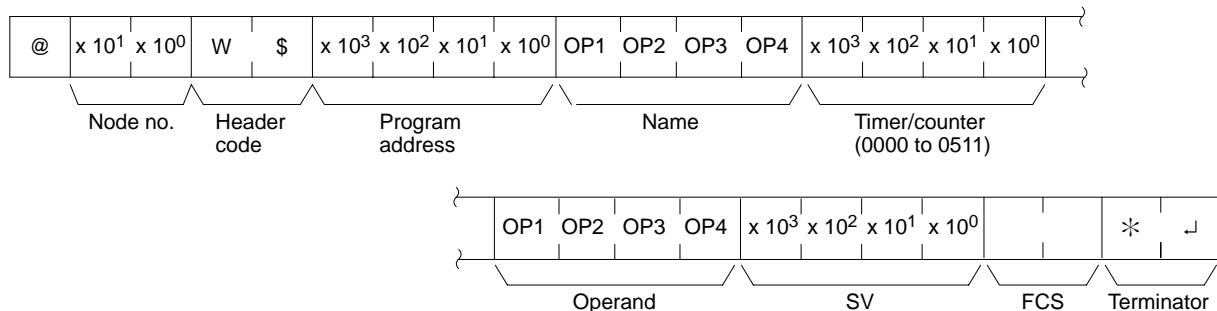 @ x 10¹ x 10⁰ W $ x 10³ x 10² x 10¹ x 10⁰ OP1 OP2 OP3 OP4 x 10³ x 10² x 10¹ x 10⁰
Node no. Header code Program address Name Timer/counter (0000 to 0511)
OP1 OP2 OP3 OP4 x 10³ x 10² x 10¹ x 10⁰ * ↵
Operand SV FCS Terminator